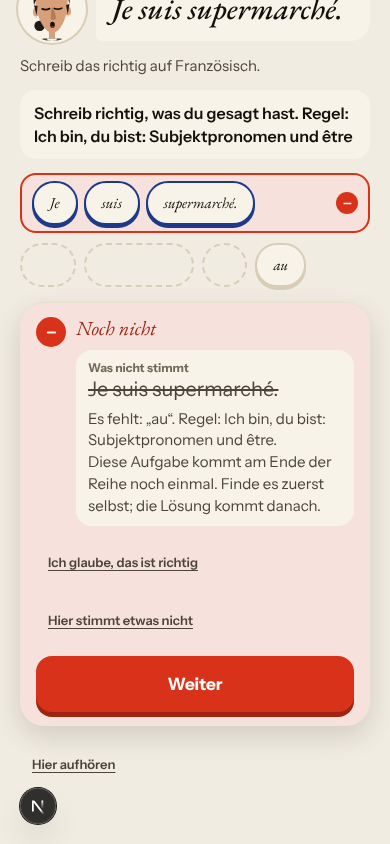 Je suis supermarché.
Schreib das richtig auf Französisch.
Schreib richtig, was du gesagt hast. Regel:
Ich bin, du bist: Subjektpronomen und être
Je suis supermarché.
au
Noch nicht
Was nicht stimmt
Je suis supermarché.
Es fehlt: „au“. Regel: Ich bin, du bist:
Subjektpronomen und être.
Diese Aufgabe kommt am Ende der
Reihe noch einmal. Finde es zuerst
selbst; die Lösung kommt danach.
Ich glaube, das ist richtig
Hier stimmt etwas nicht
Weiter
Hier aufhören
N